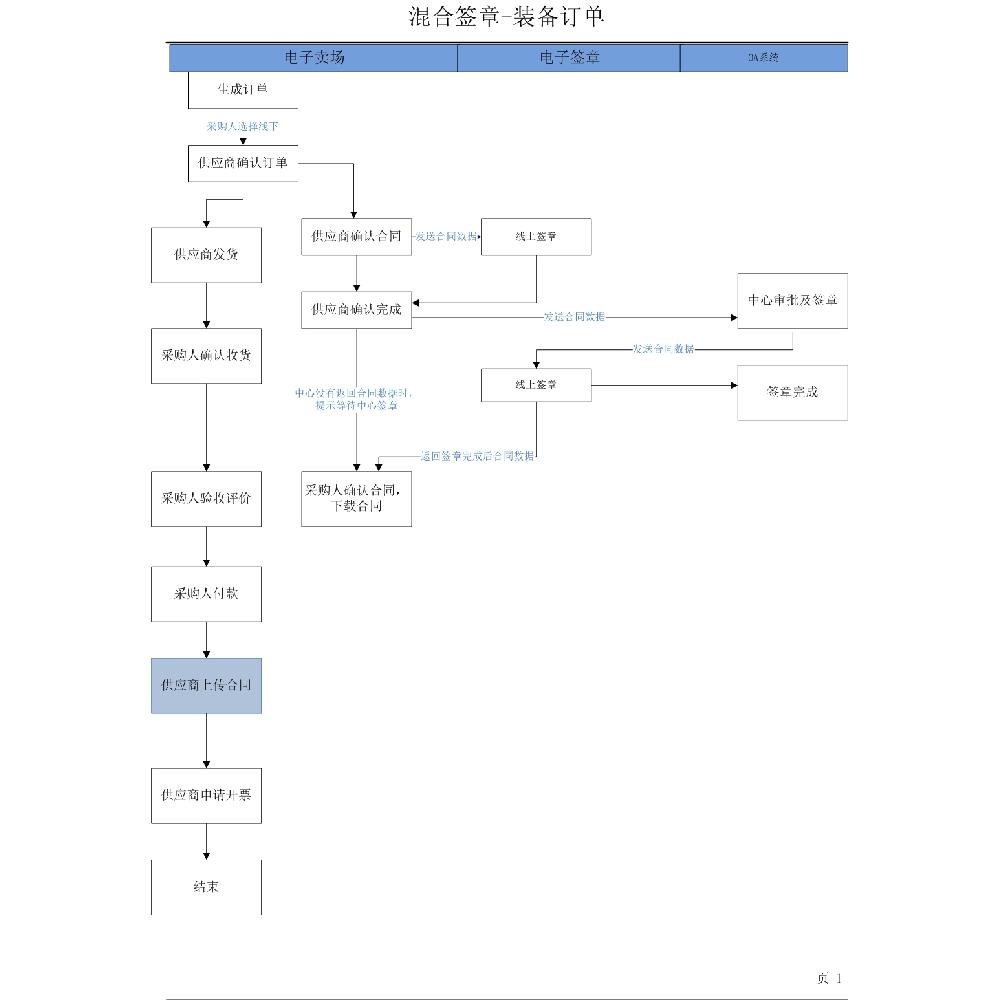 混合签章-装备订单
电子卖场
电子签章
OA系统
生成订单
采购人选择线下
供应商确认订单
供应商确认合同
发送合同数据
线上签章
供应商发货
供应商确认完成
发送合同数据
中心审批及签章
发送合同数据
采购人确认收货
线上签章
签章完成
中心没有返回合同数据时，
提示等待中心签章
返回签章完成后合同数据
采购人验收评价
采购人确认合同，
下载合同
采购人付款
供应商上传合同
供应商申请开票
结束
页 1